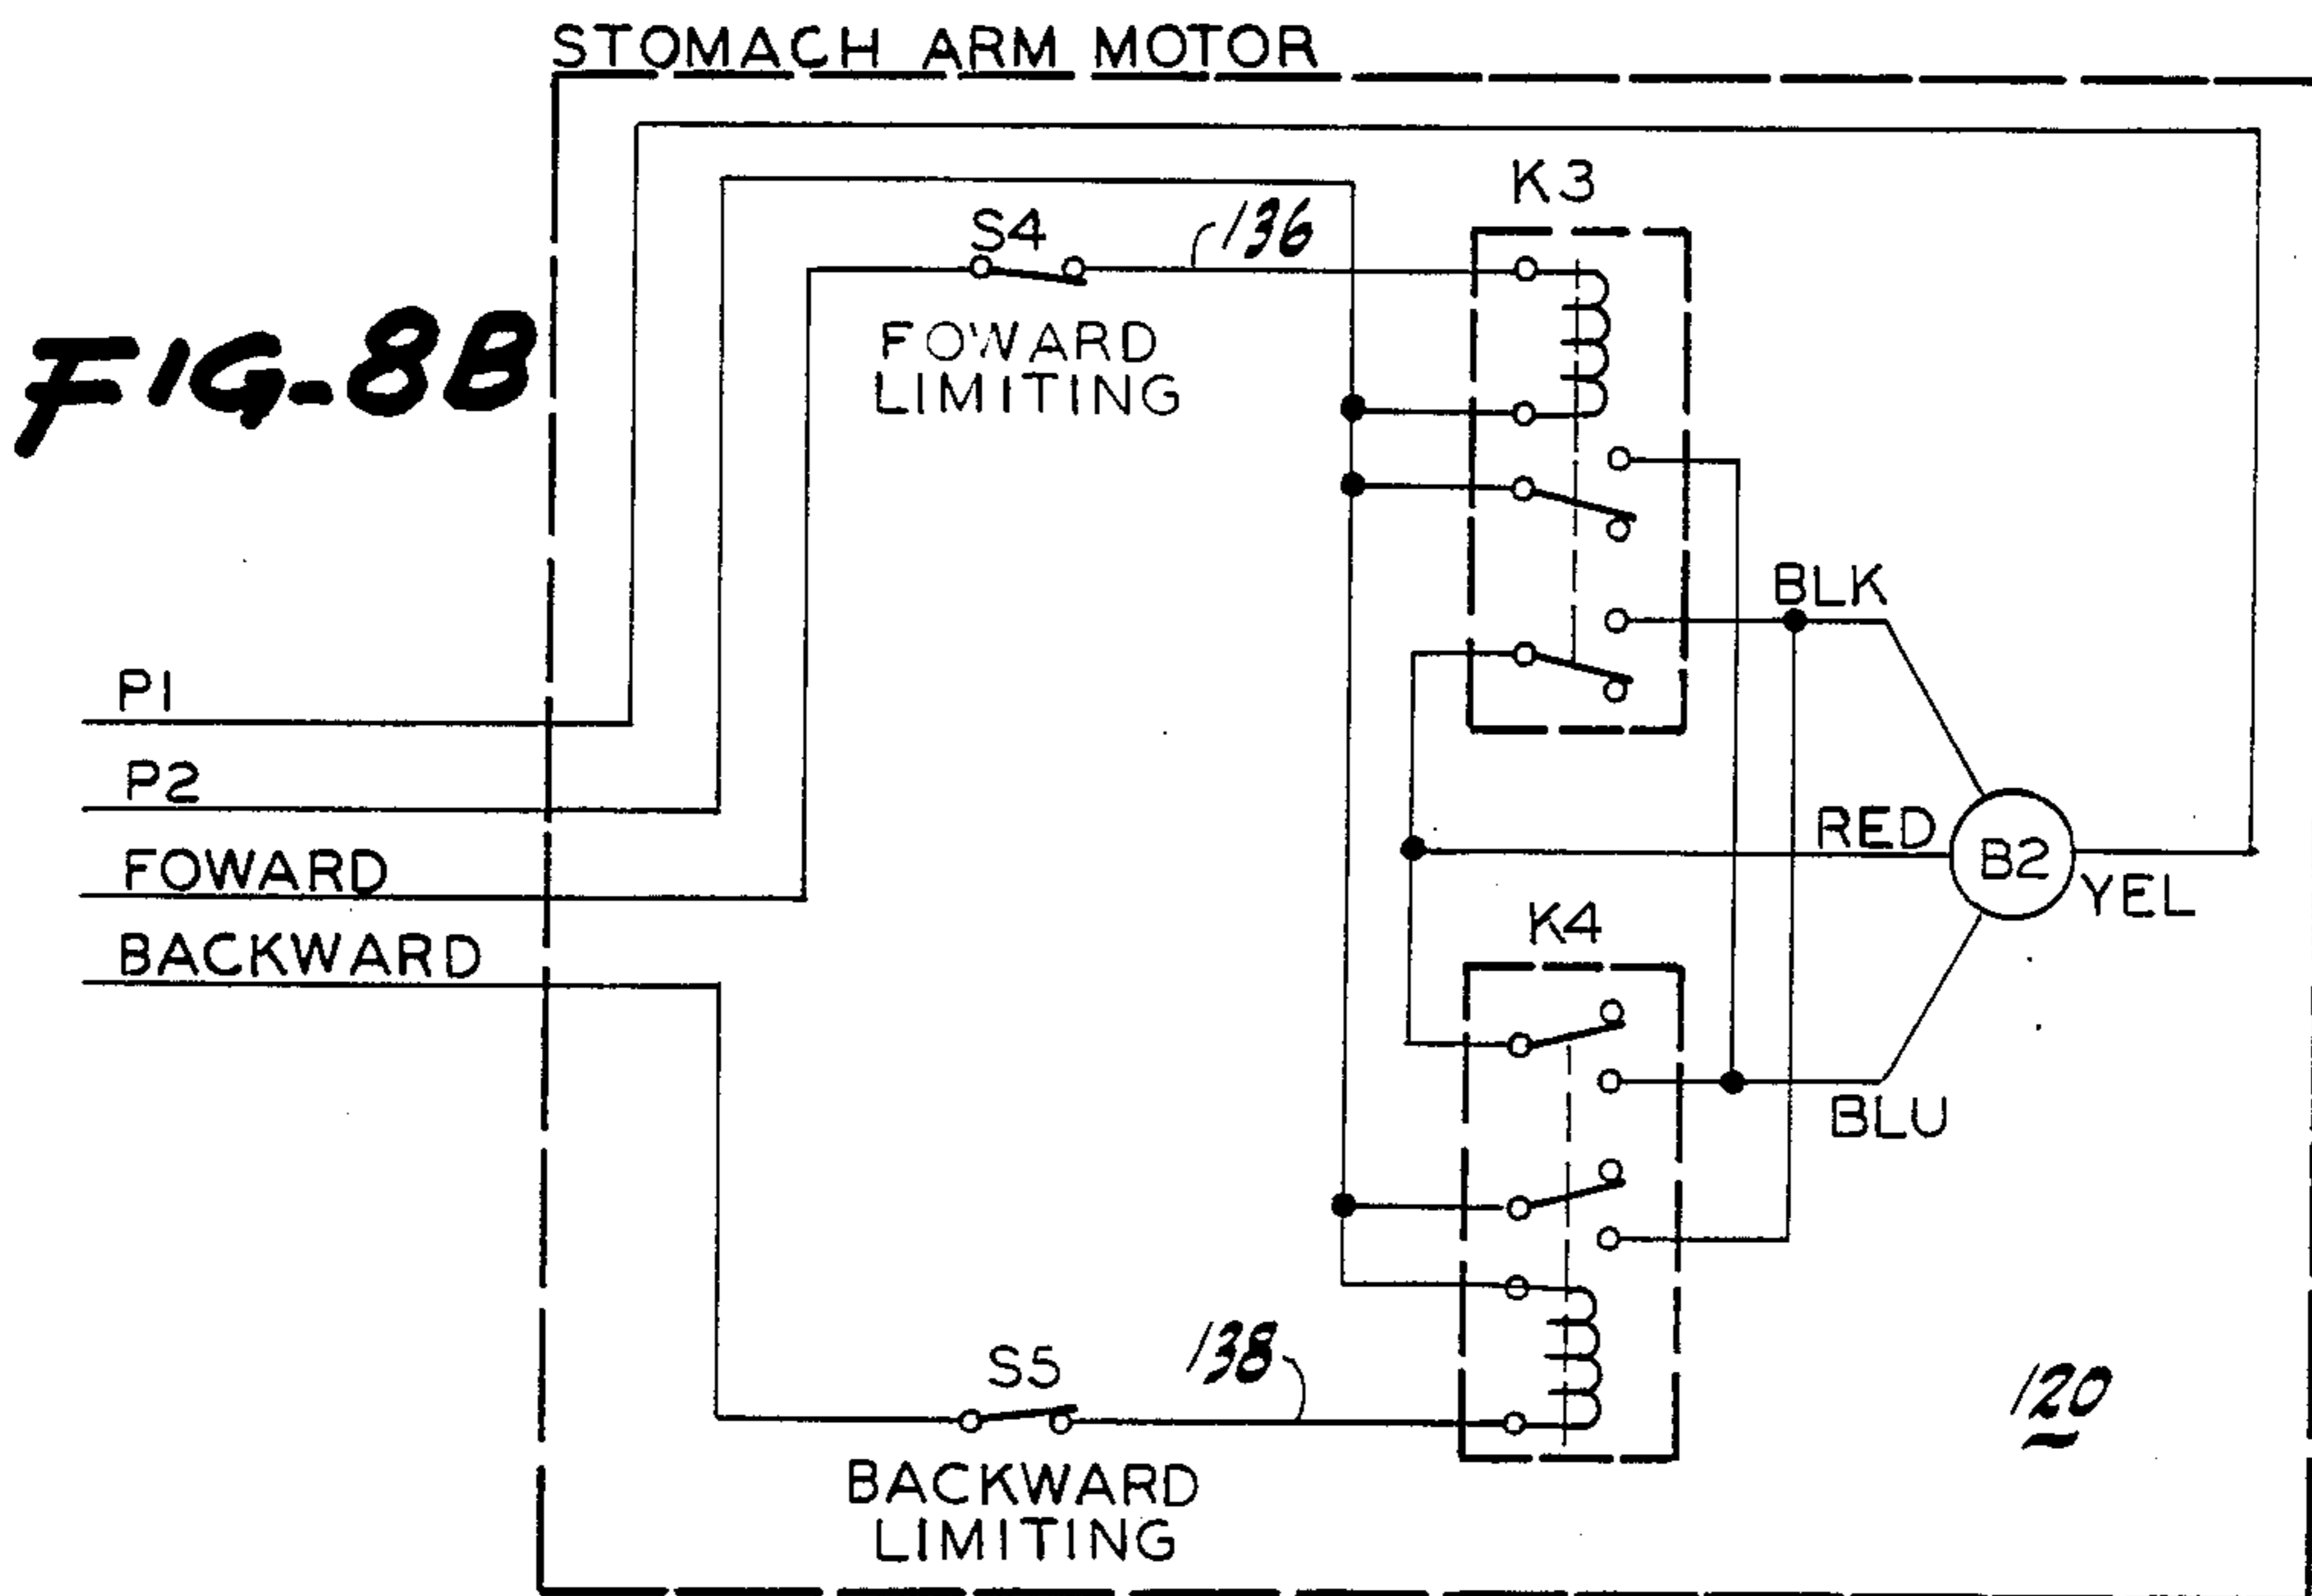 STOMACH ARM MOTOR
K3
S4
136
FOWARD
LIMITING
FIG-8B
BLK
P1
P2
RED
B2
YEL
FOWARD
K4
BACKWARD
BLU
S5
138
120
BACKWARD
LIMITING